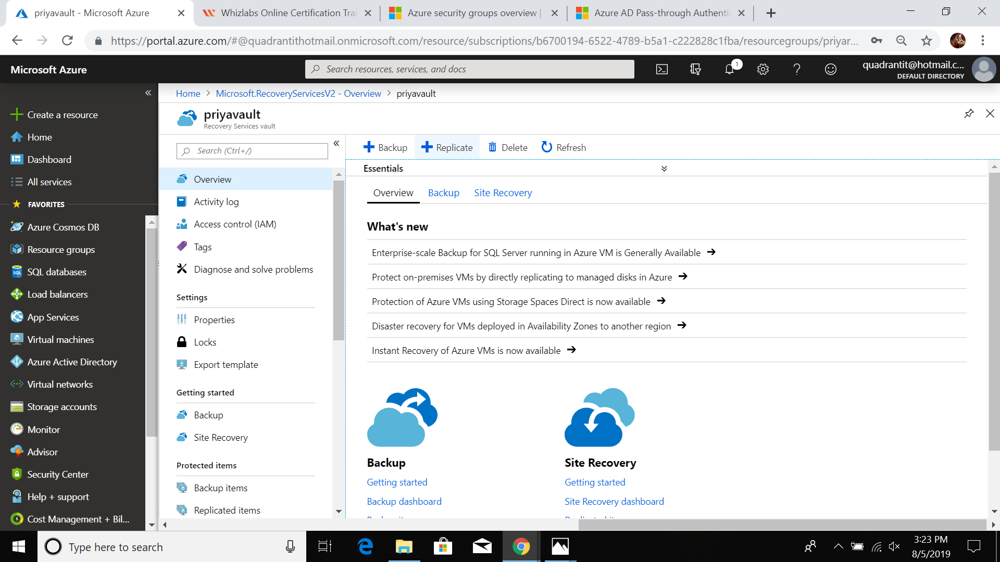 priyavault - Microsoft Azure
Whizlabs Online Certification Trai
Azure security groups overview |
Azure AD Pass-through Authentic
https://portal.azure.com/#@quadrantithotmail.onmicrosoft.com/resource/subscriptions/b6700194-6522-4789-b5a1-c222828c1fba/resourcegroups/priyar...
Microsoft Azure
Search resources, services, and docs
1
quadrantit@hotmail.c...
DEFAULT DIRECTORY
Create a resource
Home
Dashboard
All services
FAVORITES
Azure Cosmos DB
Resource groups
SQL databases
Load balancers
App Services
Virtual machines
Azure Active Directory
Virtual networks
Storage accounts
Monitor
Advisor
Security Center
Help + support
Cost Management + Bil...
Home > Microsoft.RecoveryServicesV2 - Overview > priyavault
priyavault
Recovery Services vault
Search (Ctrl+/)
Overview
Activity log
Access control (IAM)
Tags
Diagnose and solve problems
Settings
Properties
Locks
Export template
Getting started
Backup
Site Recovery
Protected items
Backup items
Replicated items
Backup
Replicate
Delete
Refresh
Essentials
Overview
Backup
Site Recovery
What's new
Enterprise-scale Backup for SQL Server running in Azure VM is Generally Available
Protect on-premises VMs by directly replicating to managed disks in Azure
Protection of Azure VMs using Storage Spaces Direct is now available
Disaster recovery for VMs deployed in Availability Zones to another region
Instant Recovery of Azure VMs is now available
Backup
Getting started
Backup dashboard
Site Recovery
Getting started
Site Recovery dashboard
Type here to search
3:23 PM
8/5/2019